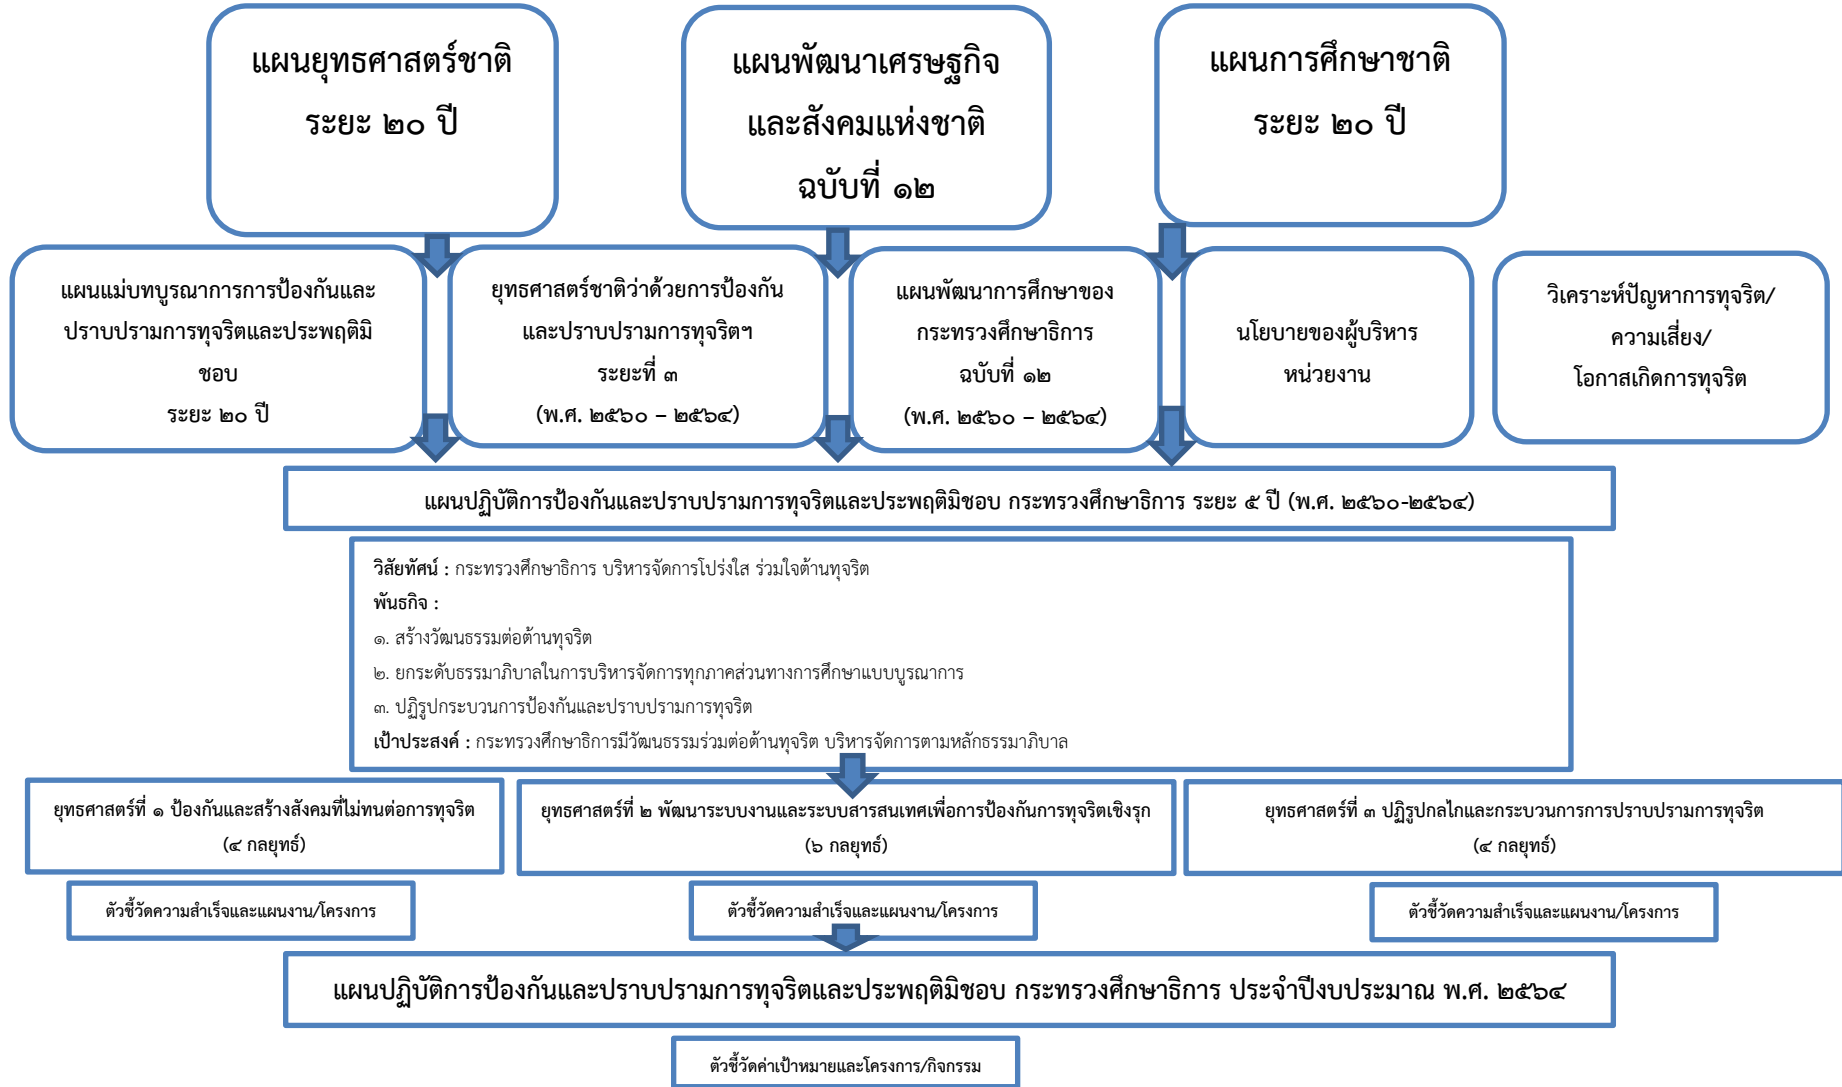 แผนยุทธศาสตร์ชาติ
ระยะ ๒๐ ปี
แผนพัฒนาเศรษฐกิจ
และสังคมแห่งชาติ
ฉบับที่ ๑๒
แผนการศึกษาชาติ
ระยะ ๒๐ ปี
แผนแม่บทบูรณาการการป้องกันและ
ปราบปรามการทุจริตและประพฤติมิ
ชอบ
ระยะ ๒๐ ปี
ยุทธศาสตร์ชาติว่าด้วยการป้องกัน
และปราบปรามการทุจริตฯ
ระยะที่ ๓
(พ.ศ. ๒๕๖๐ – ๒๕๖๔)
แผนพัฒนาการศึกษาของ
กระทรวงศึกษาธิการ
ฉบับที่ ๑๒
(พ.ศ. ๒๕๖๐ – ๒๕๖๔)
นโยบายของผู้บริหาร
หน่วยงาน
วิเคราะห์ปัญหาการทุจริต/
ความเสี่ยง/
โอกาสเกิดการทุจริต
แผนปฏิบัติการป้องกันและปราบปรามการทุจริตและประพฤติมิชอบ กระทรวงศึกษาธิการ ระยะ ๕ ปี (พ.ศ. ๒๕๖๐-๒๕๖๔)
วิสัยทัศน์ : กระทรวงศึกษาธิการ บริหารจัดการโปร่งใส ร่วมใจต้านทุจริต
พันธกิจ :
๑. สร้างวัฒนธรรมต่อต้านทุจริต
๒. ยกระดับธรรมาภิบาลในการบริหารจัดการทุกภาคส่วนทางการศึกษาแบบบูรณาการ
๓. ปฏิรูปกระบวนการป้องกันและปราบปรามการทุจริต
เป้าประสงค์ : กระทรวงศึกษาธิการมีวัฒนธรรมร่วมต่อต้านทุจริต บริหารจัดการตามหลักธรรมาภิบาล
ยุทธศาสตร์ที่ ๑ ป้องกันและสร้างสังคมที่ไม่ทนต่อการทุจริต
(๔ กลยุทธ์)
ยุทธศาสตร์ที่ ๒ พัฒนาระบบงานและระบบสารสนเทศเพื่อการป้องกันการทุจริตเชิงรุก
(๖ กลยุทธ์)
ยุทธศาสตร์ที่ ๓ ปฏิรูปกลไกและกระบวนการการปราบปรามการทุจริต
(๔ กลยุทธ์)
ตัวชี้วัดความสำเร็จและแผนงาน/โครงการ
ตัวชี้วัดความสำเร็จและแผนงาน/โครงการ
ตัวชี้วัดความสำเร็จและแผนงาน/โครงการ
แผนปฏิบัติการป้องกันและปราบปรามการทุจริตและประพฤติมิชอบ กระทรวงศึกษาธิการ ประจำปีงบประมาณ พ.ศ. ๒๕๖๔
ตัวชี้วัดค่าเป้าหมายและโครงการ/กิจกรรม